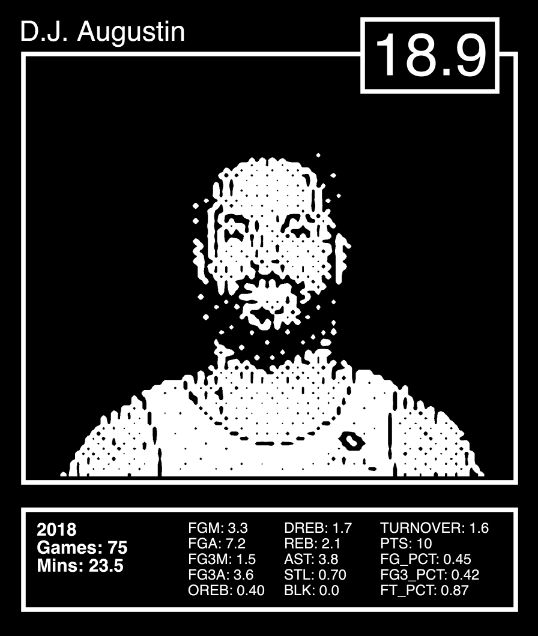 D.J. Augustin
18.9
2018
Games: 75
Mins: 23.5
FGM: 3.3
FGA: 7.2
FG3M: 1.5
FG3A: 3.6
OREB: 0.40
DREB: 1.7
REB: 2.1
AST: 3.8
STL: 0.70
BLK: 0.0
TURNOVER: 1.6
PTS: 10
FG_PCT: 0.45
FG3_PCT: 0.42
FT_PCT: 0.87